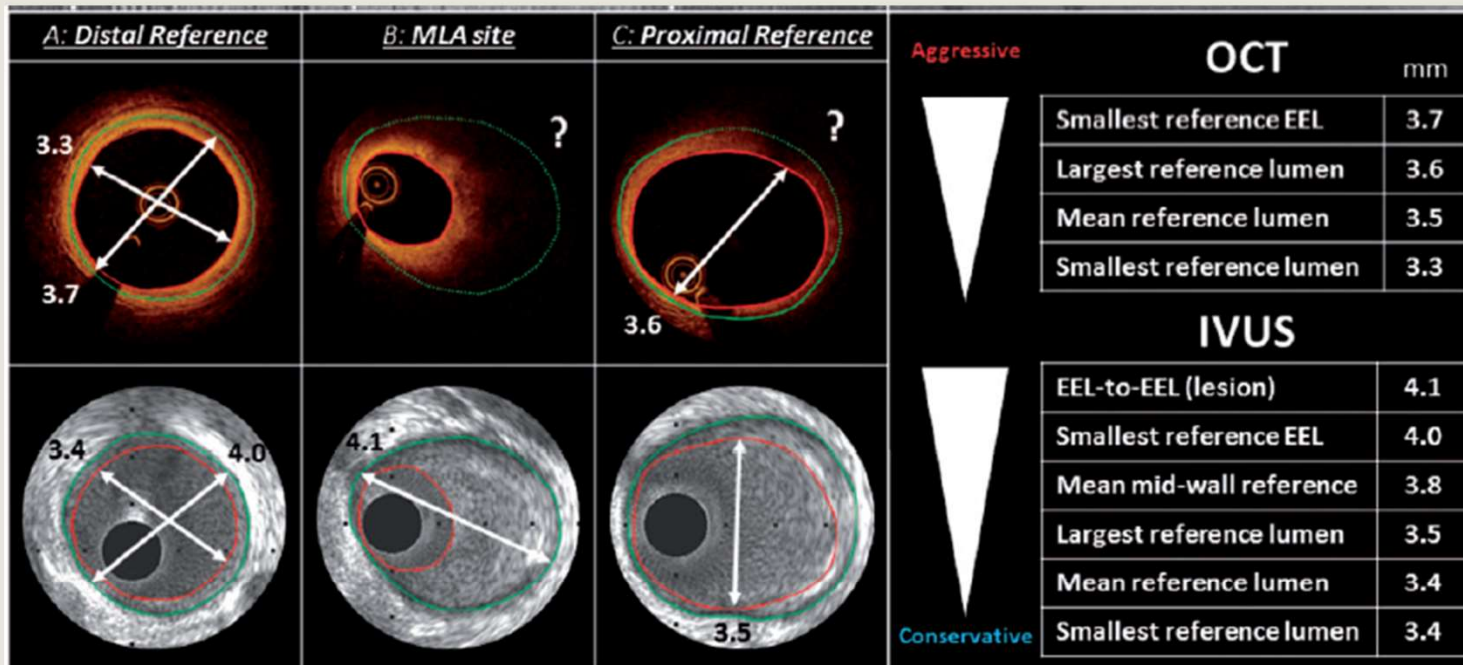 A: Distal Reference
B: MLA site
C: Proximal Reference
3.3
3.7
?
?
3.6
3.4
4.0
4.1
3.5
Aggressive
OCT
mm
Smallest reference EEL 3.7
Largest reference lumen 3.6
Mean reference lumen 3.5
Smallest reference lumen 3.3
IVUS
EEL-to-EEL (lesion) 4.1
Smallest reference EEL 4.0
Mean mid-wall reference 3.8
Largest reference lumen 3.5
Mean reference lumen 3.4
Conservative
Smallest reference lumen 3.4